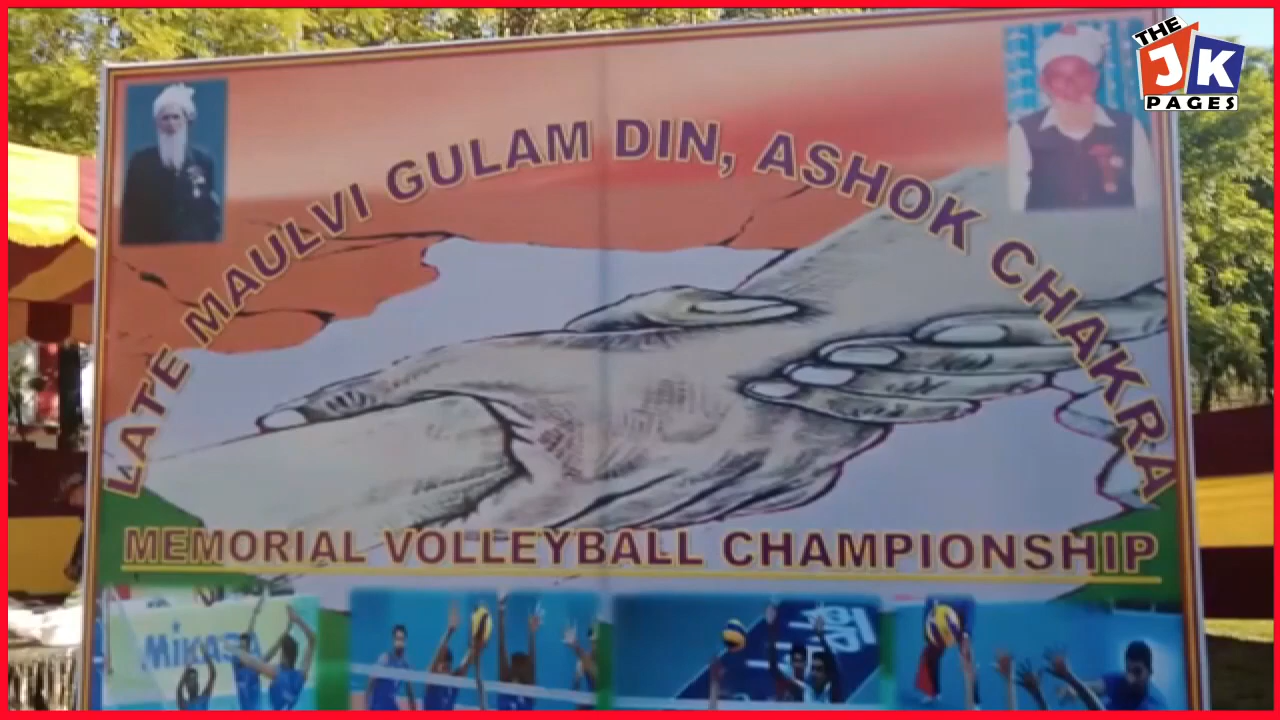 THE
JK
PAGES
LATE MAULVI GULAM DIN, ASHOK CHAKRA
MEMORIAL VOLLEYBALL CHAMPIONSHIP
MIKASA